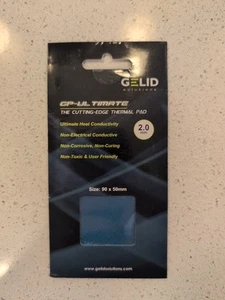 GELID
solutions
GP-ULTIMATE
THE CUTTING-EDGE THERMAL PAD
2.0
Ultimate Heat Conductivity
Non-Electrical Conductive
Non-Corrosive, Non-Curing
Non-Toxic & User Friendly
Size: 90 x 50mm
www.gelidsolutions.com